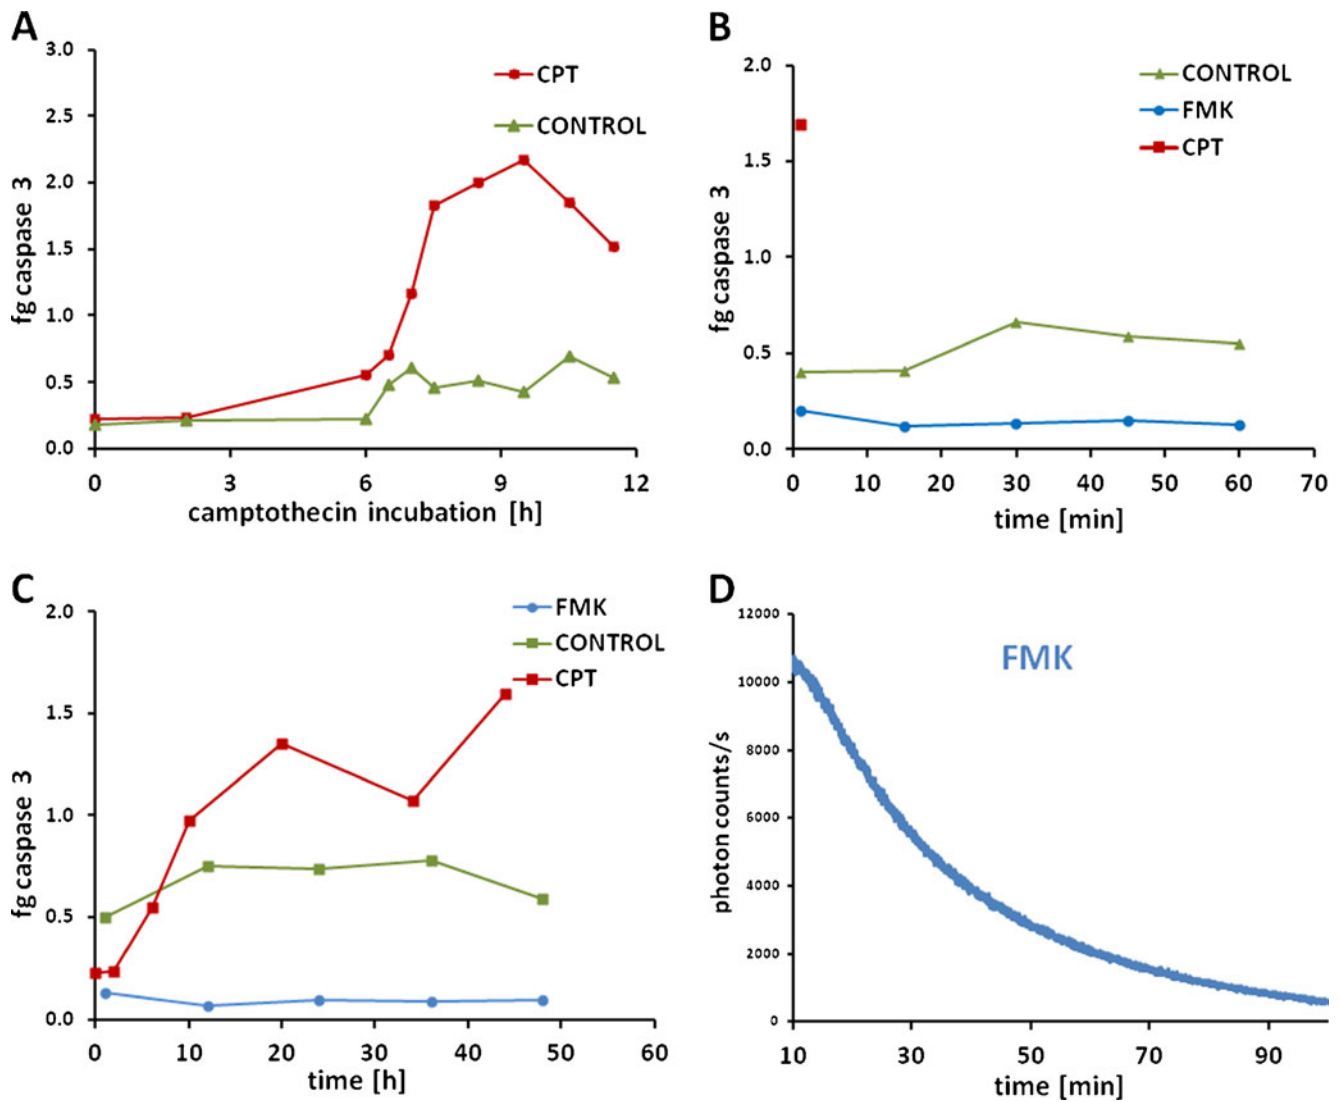 A
3.0
2.5
2.0
1.5
1.0
0.5
0.0
fg caspase 3
CPT
CONTROL
0 3 6 9 12
camptothecin incubation [h]
B
2.0
1.5
1.0
0.5
0.0
fg caspase 3
CONTROL
FMK
CPT
0 10 20 30 40 50 60 70
time [min]
C
2.0
1.5
1.0
0.5
0.0
fg caspase 3
FMK
CONTROL
CPT
0 10 20 30 40 50 60
time [h]
D
12000
10000
8000
6000
4000
2000
0
photon counts/s
FMK
10 30 50 70 90
time [min]